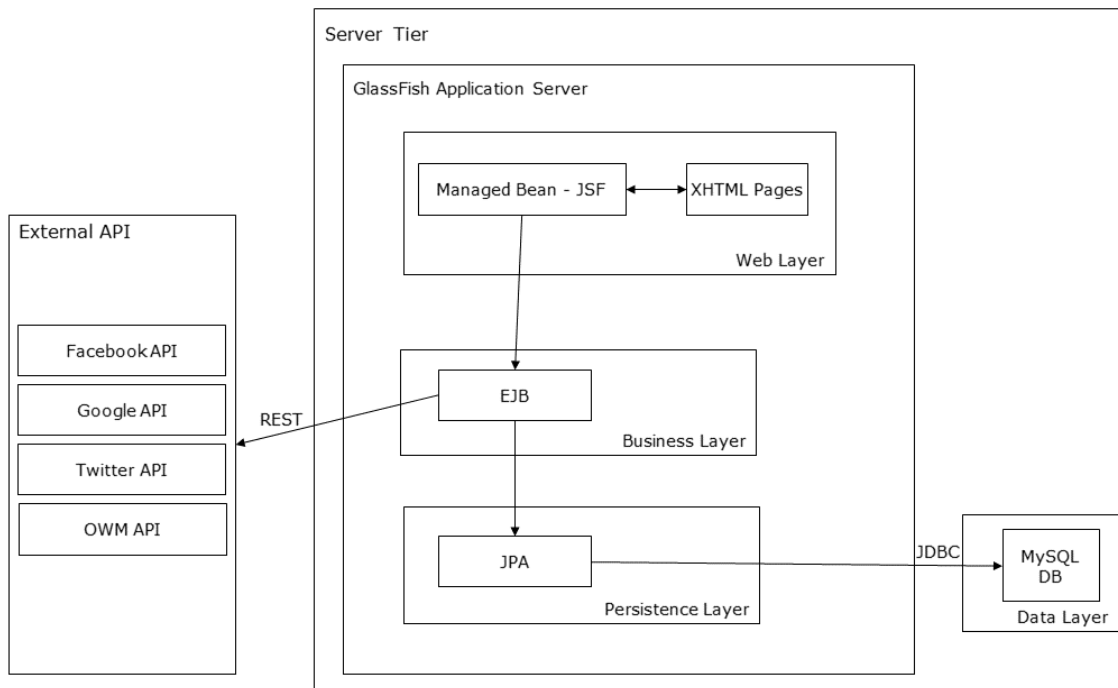 Server Tier
GlassFish Application Server
Managed Bean - JSF
XHTML Pages
Web Layer
External API
Facebook API
Google API
Twitter API
OWM API
REST
EJB
Business Layer
JPA
Persistence Layer
JDBC
MySQL
DB
Data Layer